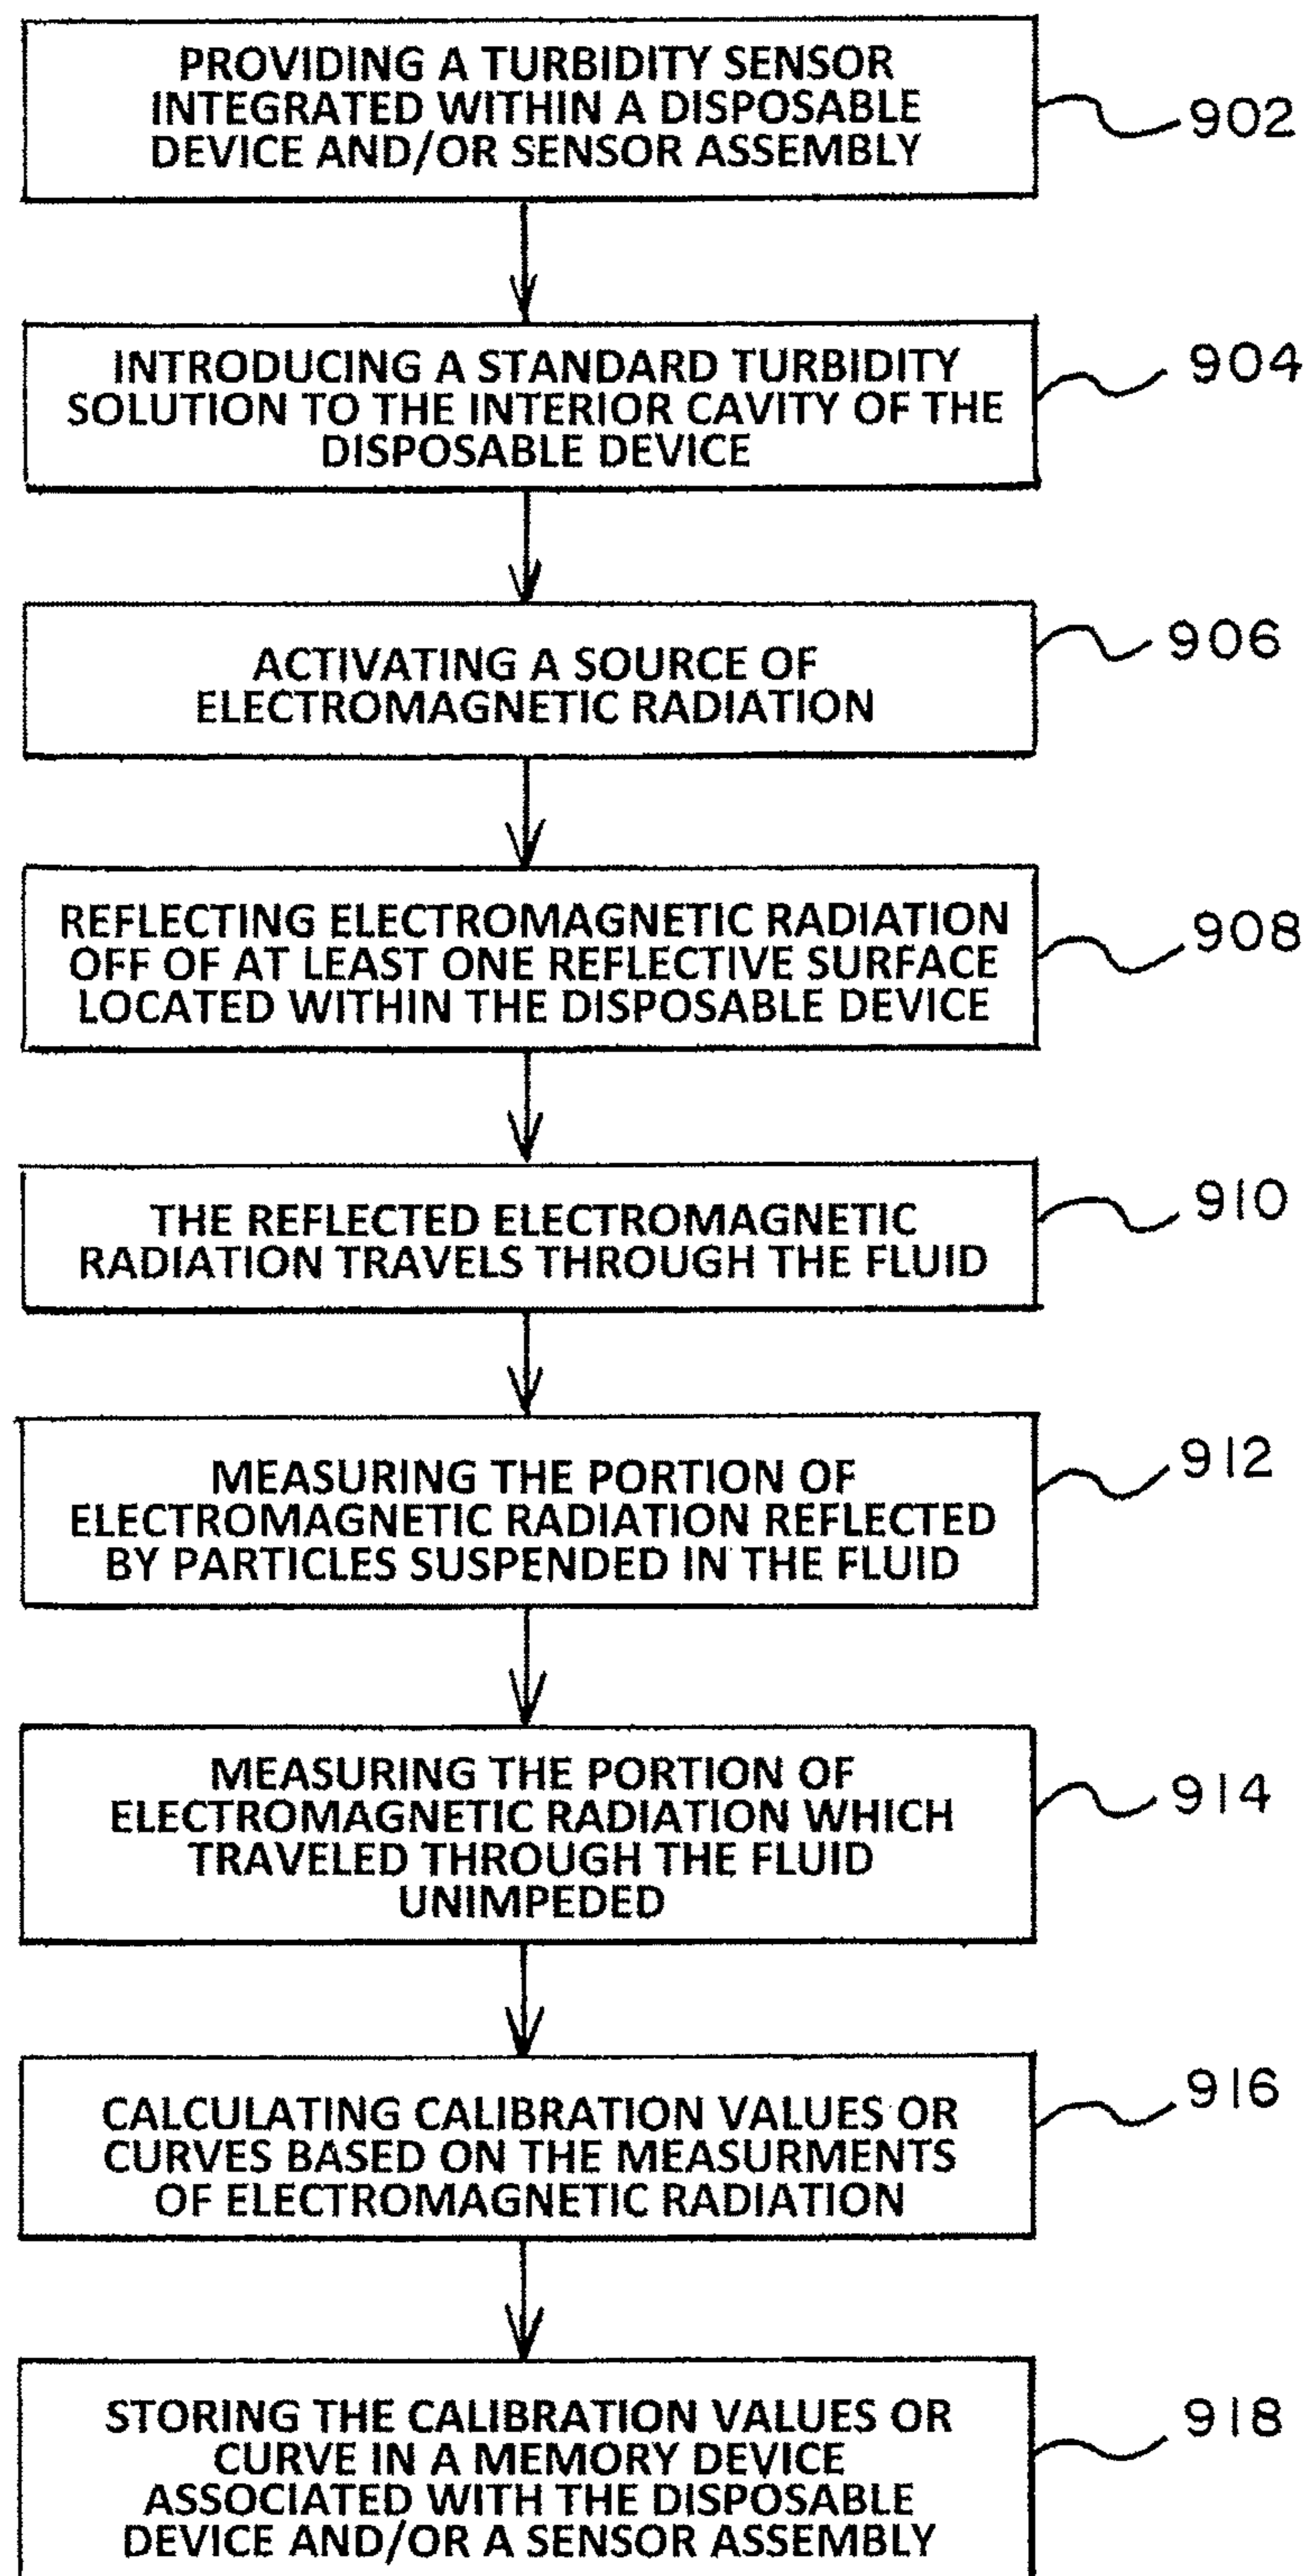 PROVIDING A TURBIDITY SENSOR
INTEGRATED WITHIN A DISPOSABLE
DEVICE AND/OR SENSOR ASSEMBLY
902
INTRODUCING A STANDARD TURBIDITY
SOLUTION TO THE INTERIOR CAVITY OF THE
DISPOSABLE DEVICE
904
ACTIVATING A SOURCE OF
ELECTROMAGNETIC RADIATION
906
REFLECTING ELECTROMAGNETIC RADIATION
OFF OF AT LEAST ONE REFLECTIVE SURFACE
LOCATED WITHIN THE DISPOSABLE DEVICE
908
THE REFLECTED ELECTROMAGNETIC
RADIATION TRAVELS THROUGH THE FLUID
910
MEASURING THE PORTION OF
ELECTROMAGNETIC RADIATION REFLECTED
BY PARTICLES SUSPENDED IN THE FLUID
912
MEASURING THE PORTION OF
ELECTROMAGNETIC RADIATION WHICH
TRAVELED THROUGH THE FLUID
UNIMPEDED
914
CALCULATING CALIBRATION VALUES OR
CURVES BASED ON THE MEASURMENTS
OF ELECTROMAGNETIC RADIATION
916
STORING THE CALIBRATION VALUES OR
CURVE IN A MEMORY DEVICE
ASSOCIATED WITH THE DISPOSABLE
DEVICE AND/OR A SENSOR ASSEMBLY
918